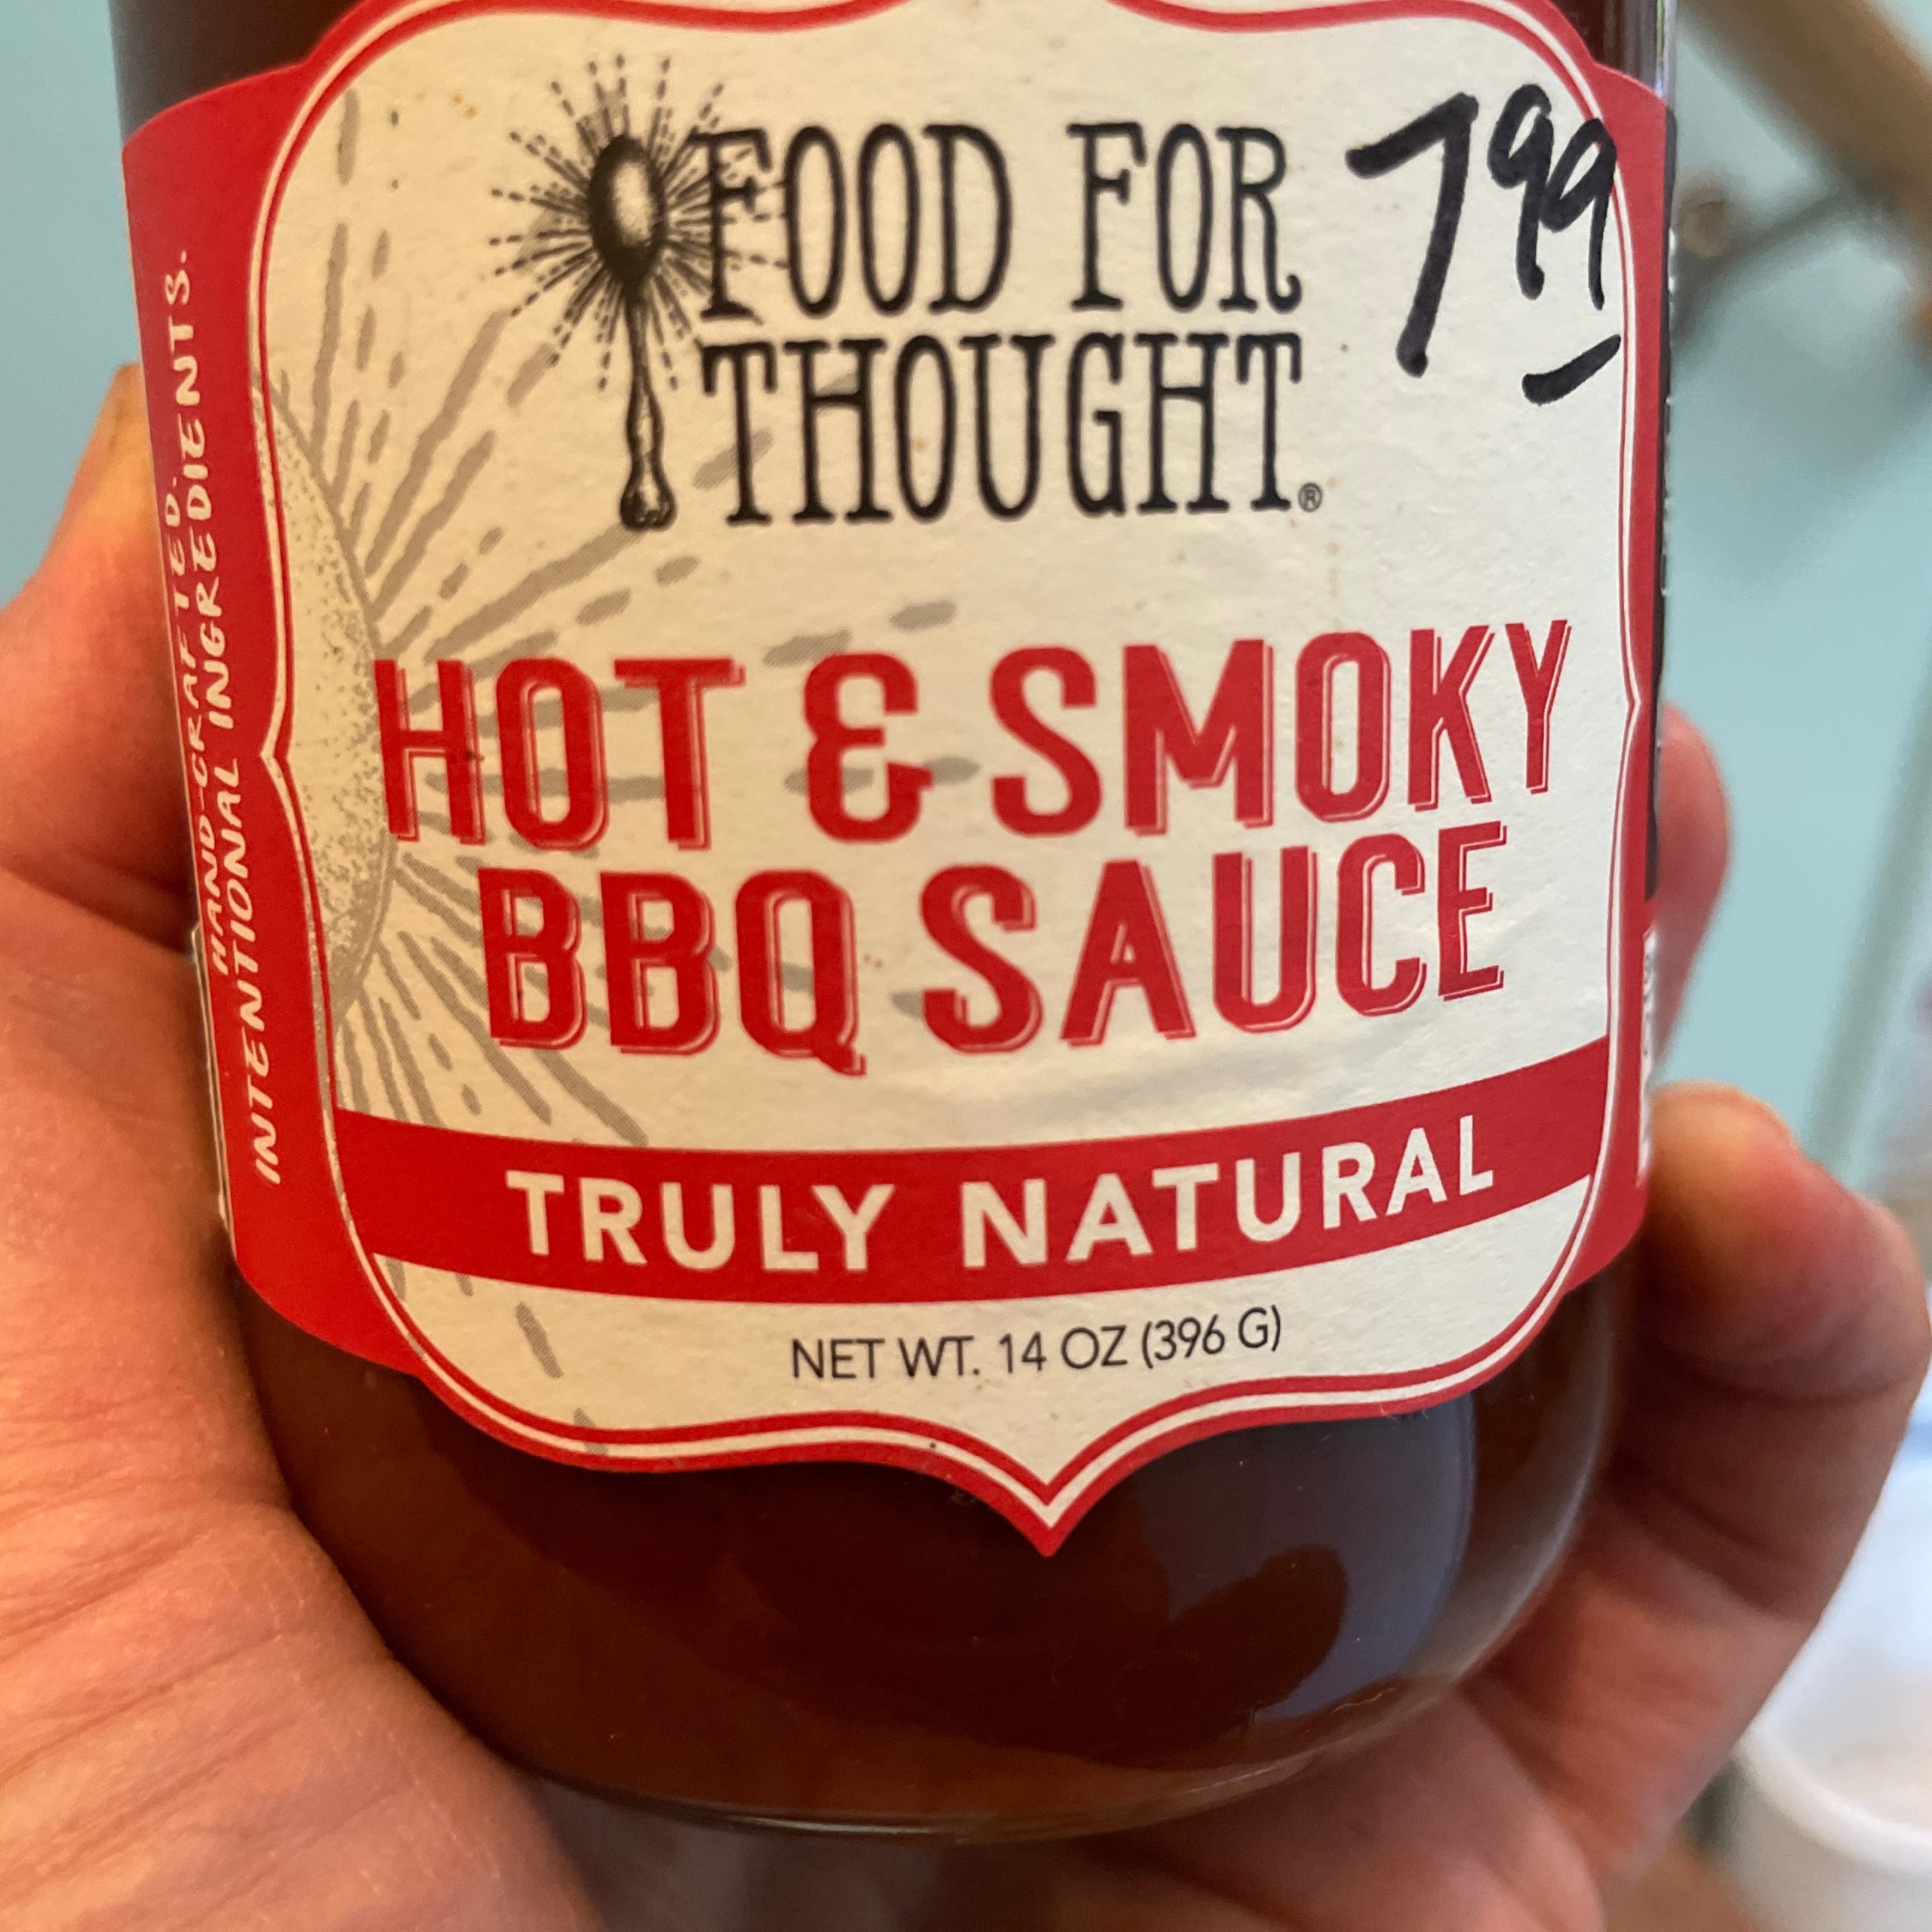 FOOD FOR
THOUGHT®
7 99
HOT & SMOKY
BBQ SAUCE
TRULY NATURAL
NET WT. 14 OZ (396 G)
HAND-CRAFTED.
INTENTIONAL INGREDIENTS.